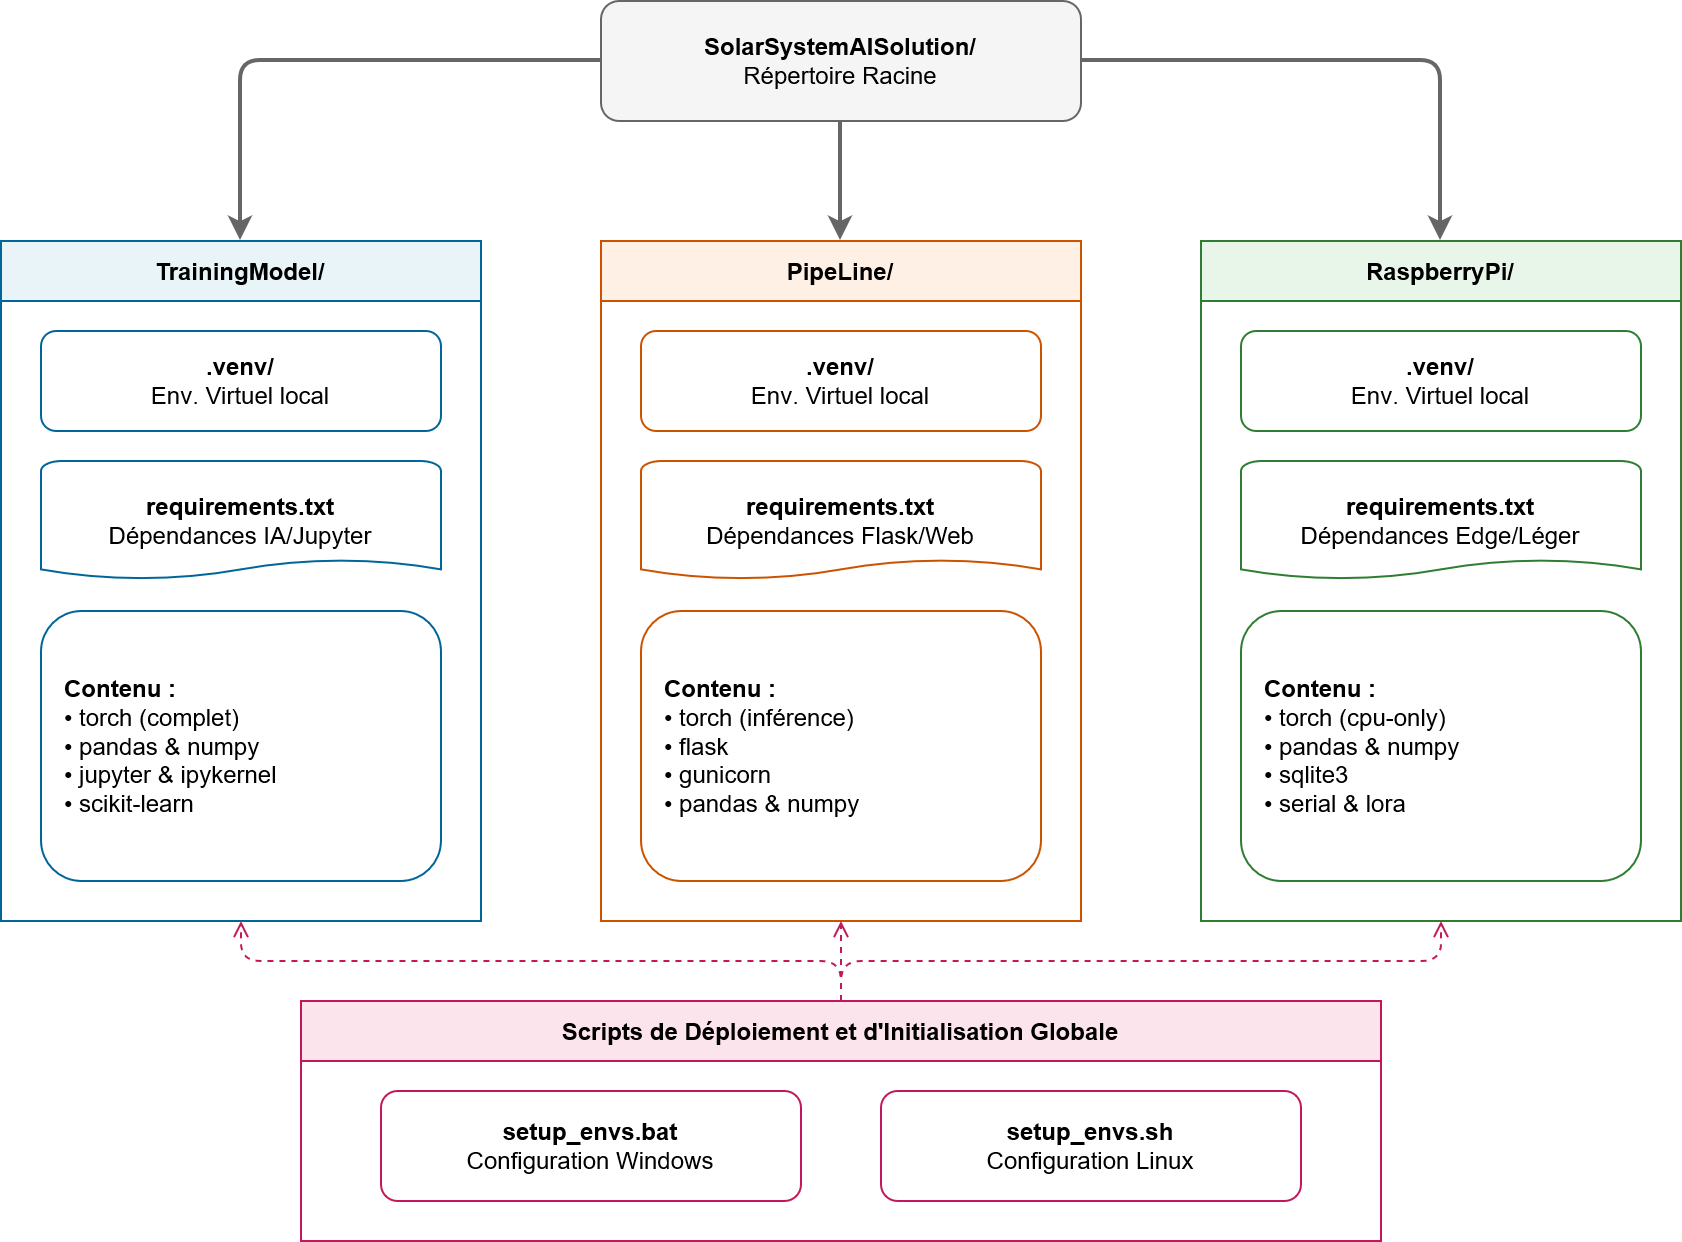 SolarSystemAISolution/
Répertoire Racine
TrainingModel/
.venv/
Env. Virtuel local
requirements.txt
Dépendances IA/Jupyter
Contenu :
• torch (complet)
• pandas & numpy
• jupyter & ipykernel
• scikit-learn
PipeLine/
.venv/
Env. Virtuel local
requirements.txt
Dépendances Flask/Web
Contenu :
• torch (inférence)
• flask
• gunicorn
• pandas & numpy
RaspberryPi/
.venv/
Env. Virtuel local
requirements.txt
Dépendances Edge/Léger
Contenu :
• torch (cpu-only)
• pandas & numpy
• sqlite3
• serial & lora
Scripts de Déploiement et d'Initialisation Globale
setup_envs.bat
Configuration Windows
setup_envs.sh
Configuration Linux